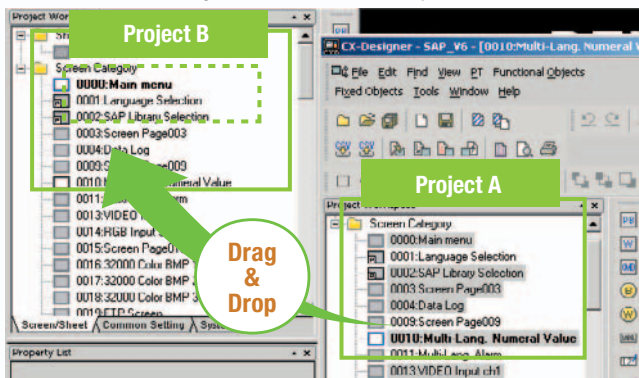 Project Wor
Project B
Screen Category
0000:Main menu
0001:Language Selection
0002:SAP Library Selection
0003:Screen Page003
0004:Data Log
0011:
0013:VIDEO
0014:RGB Input
0015:Screen Page01
0016:32000 Color BMP
0017:32000 Color BMP
0018:32000 Color BMP 3
0019:FTP Screen
Screen/Sheet Common Setting
Property List
Drag
&
Drop
CX-Designer - SAP_V6 - [0010:Multi-Lang. Numeral V
File Edit Find View PT Functional Objects
Fixed Objects Tools Window Help
Project A
Screen Category
0000:Main menu
0001:Language Selection
0002:SAP Library Selection
0003:Screen Page003
0004:Data Log
0009:Screen Page009
0010:Multi-Lang. Numeral Value
0011:Multi-Lang. Alarm
0013:VIDEO Input ch1